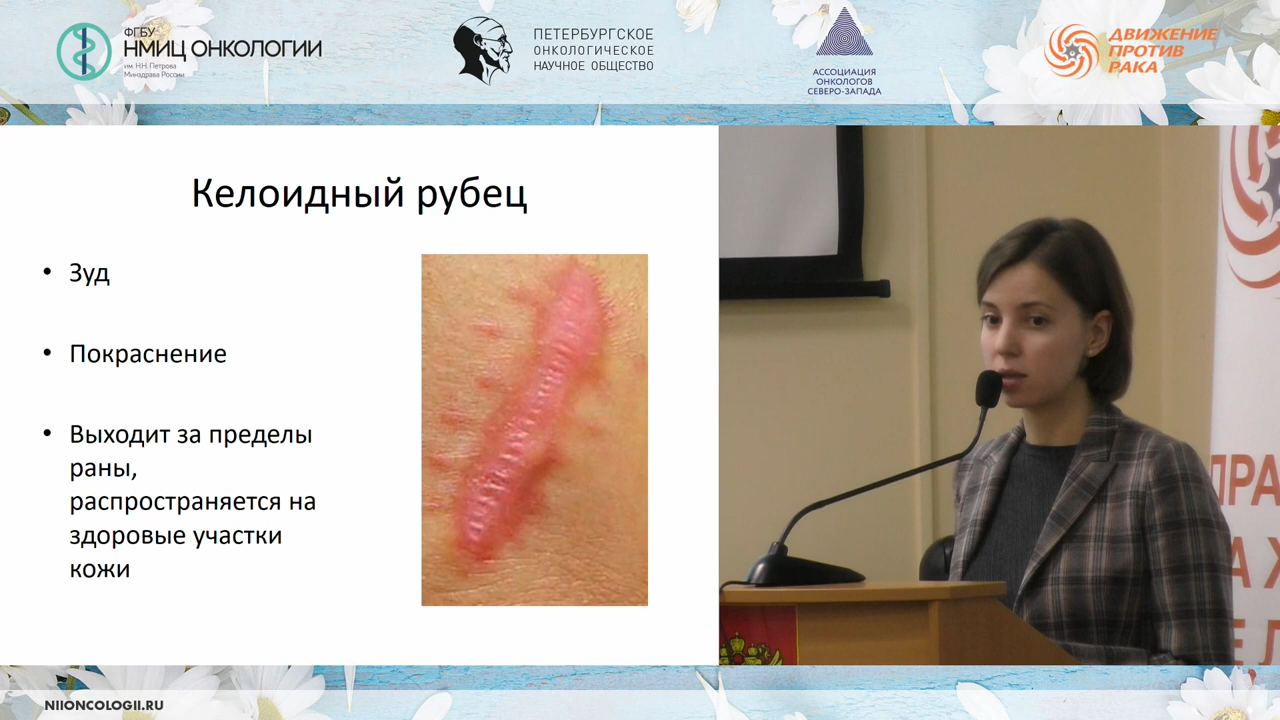 ФГБУ
НМИЦ ОНКОЛОГИИ
им. Н.Н. Петрова
Минздрава России
ПЕТЕРБУРГСКОЕ
ОНКОЛОГИЧЕСКОЕ
НАУЧНОЕ ОБЩЕСТВО
АССОЦИАЦИЯ
ОНКОЛОГОВ
СЕВЕРО-ЗАПАДА
ДВИЖЕНИЕ
ПРОТИВ
РАКА
Келоидный рубец
• Зуд
• Покраснение
• Выходит за пределы
раны,
распространяется на
здоровые участки
кожи
NIIONCOLOGII.RU